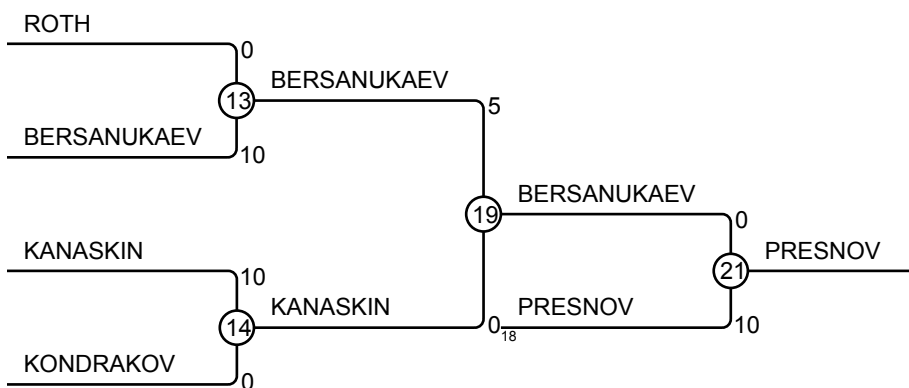 ROTH
0
13
BERSANUKAEV
5
BERSANUKAEV
10
19
BERSANUKAEV
0
KANASKIN
10
21
PRESNOV
14
KANASKIN
0
18
PRESNOV
10
KONDRAKOV
0